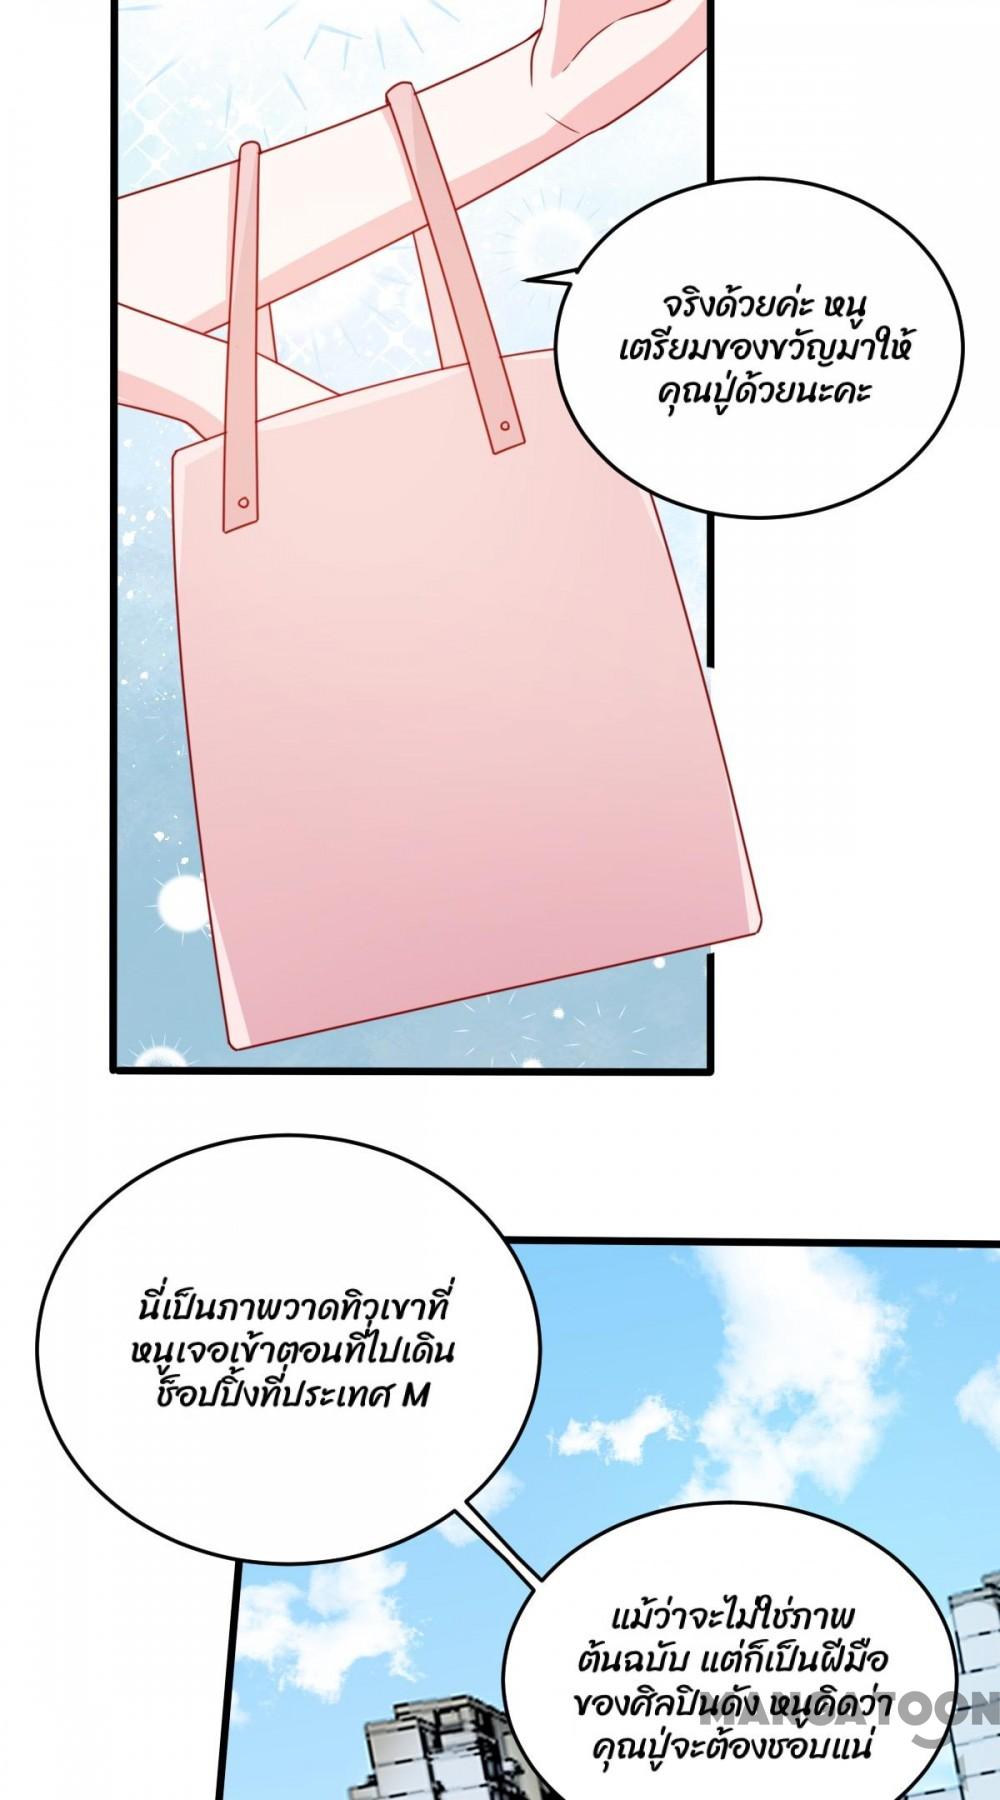 จริงด้วยค่ะ หนู
เตรียมของขวัญมาให้
คุณปู่ด้วยนะคะ
นี่เป็นภาพวาดทิวเขาที่
หนูเจอเข้าตอนที่ไปเดิน
ช็อปปิ้งที่ประเทศ M
แม้ว่าจะไม่ใช่ภาพ
ต้นฉบับ แต่ก็เป็นฝีมือ
ของศิลปินดัง หนูคิดว่า
คุณปู่จะต้องชอบแน่
MANGATOON